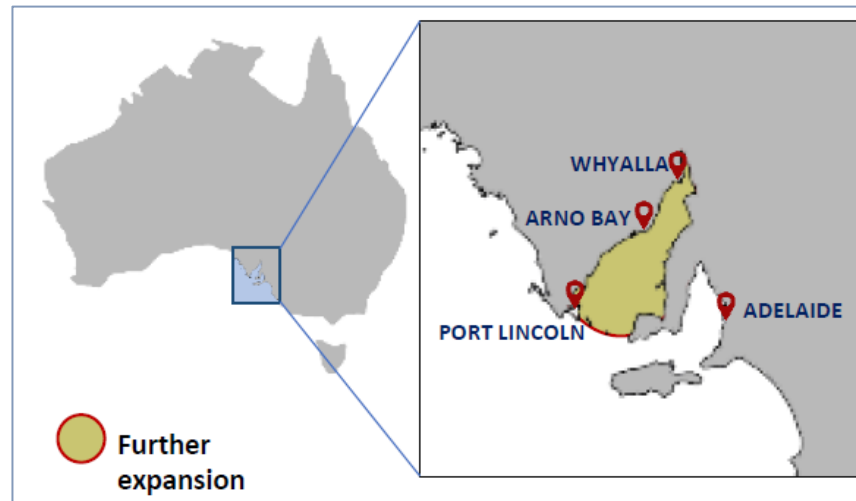 WHYALLA
ARNO BAY
ADELAIDE
PORT LINCOLN
Further
expansion